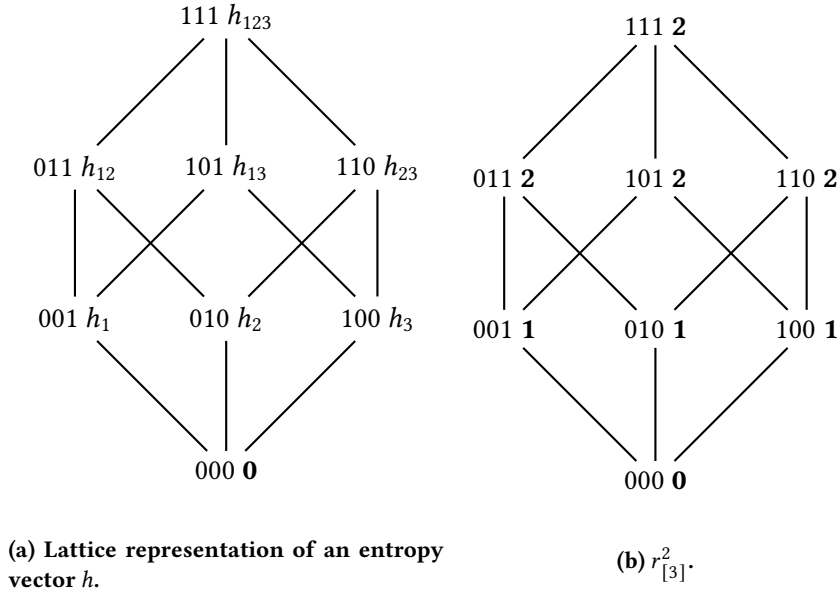 111 h₁₂₃
111 2
011 h₁₂ 101 h₁₃ 110 h₂₃
011 2 101 2 110 2
001 h₁ 010 h₂ 100 h₃
001 1 010 1 100 1
000 0
000 0
(a) Lattice representation of an entropy
vector h.
(b) r²₍[3]₎.